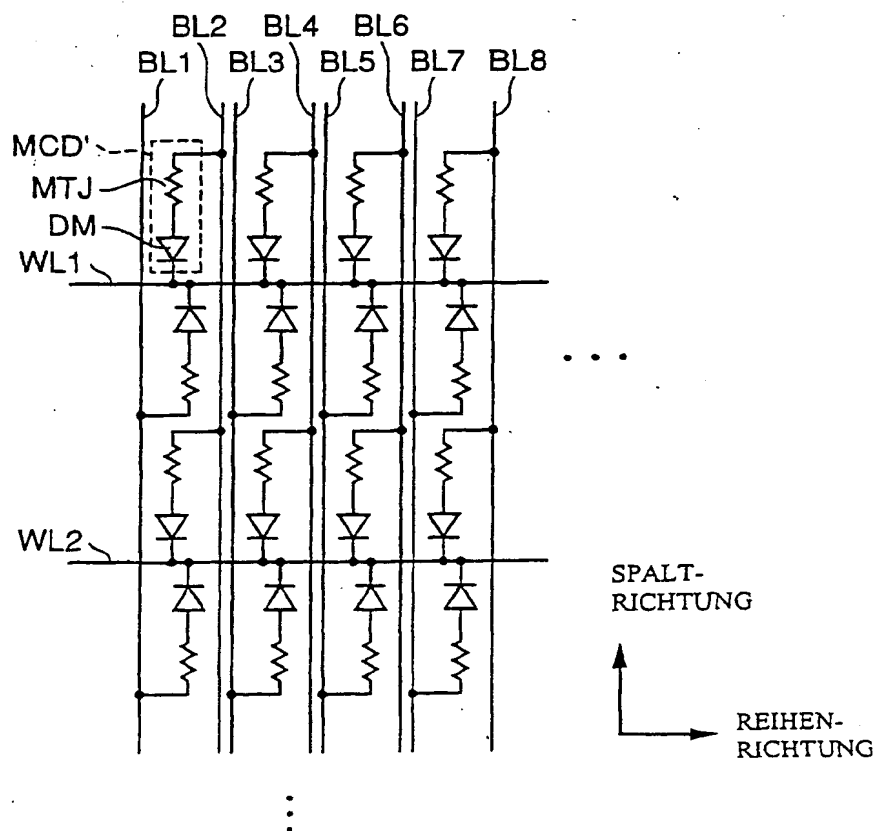 BL2 BL4 BL6
BL1 BL3 BL5 BL7 BL8
MCD'
MTJ
DM
WL1
WL2
SPALT-
RICHTUNG
REIHEN-
RICHTUNG